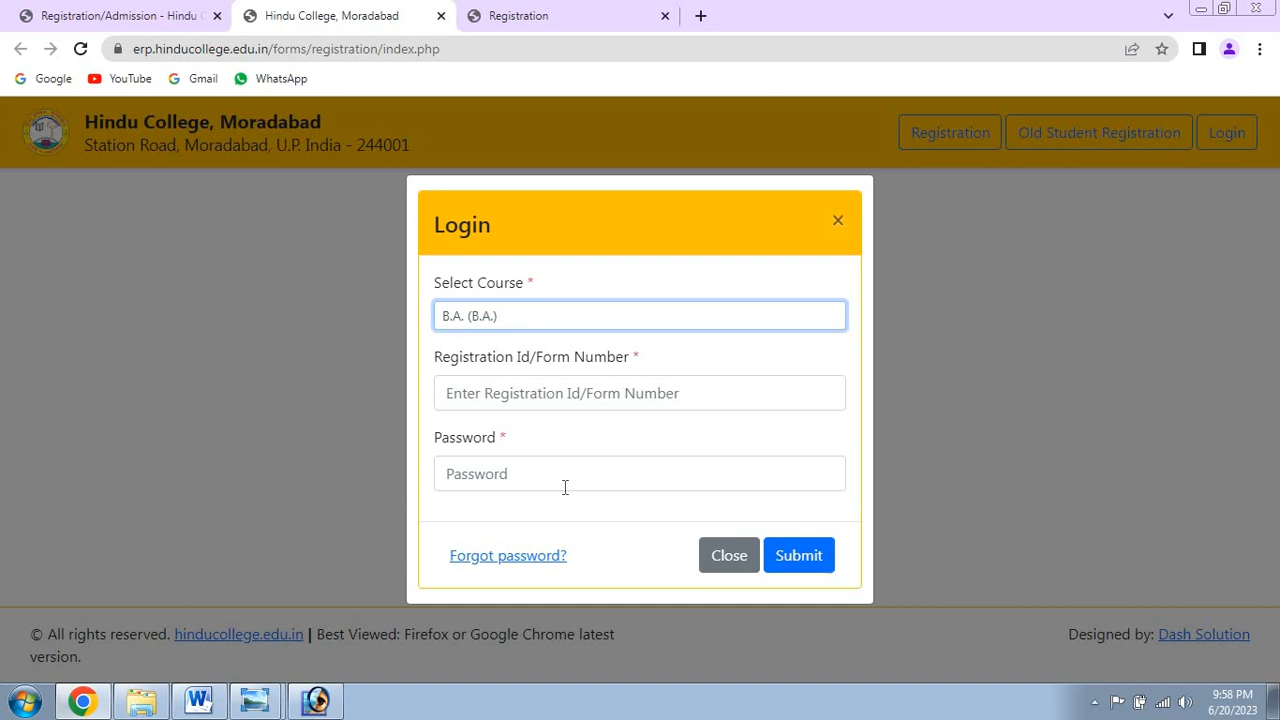 Registration/Admission - Hindu C
Hindu College, Moradabad
Registration
erp.hinducollege.edu.in/forms/registration/index.php
Google
YouTube
Gmail
WhatsApp
Hindu College, Moradabad
Station Road, Moradabad, U.P. India - 244001
Registration
Old Student Registration
Login
Login
×
Select Course *
B.A. (B.A.)
Registration Id/Form Number *
Enter Registration Id/Form Number
Password *
Password
Forgot password?
Close
Submit
© All rights reserved. hinducollege.edu.in | Best Viewed: Firefox or Google Chrome latest
version.
Designed by: Dash Solution
9:58 PM
6/20/2023